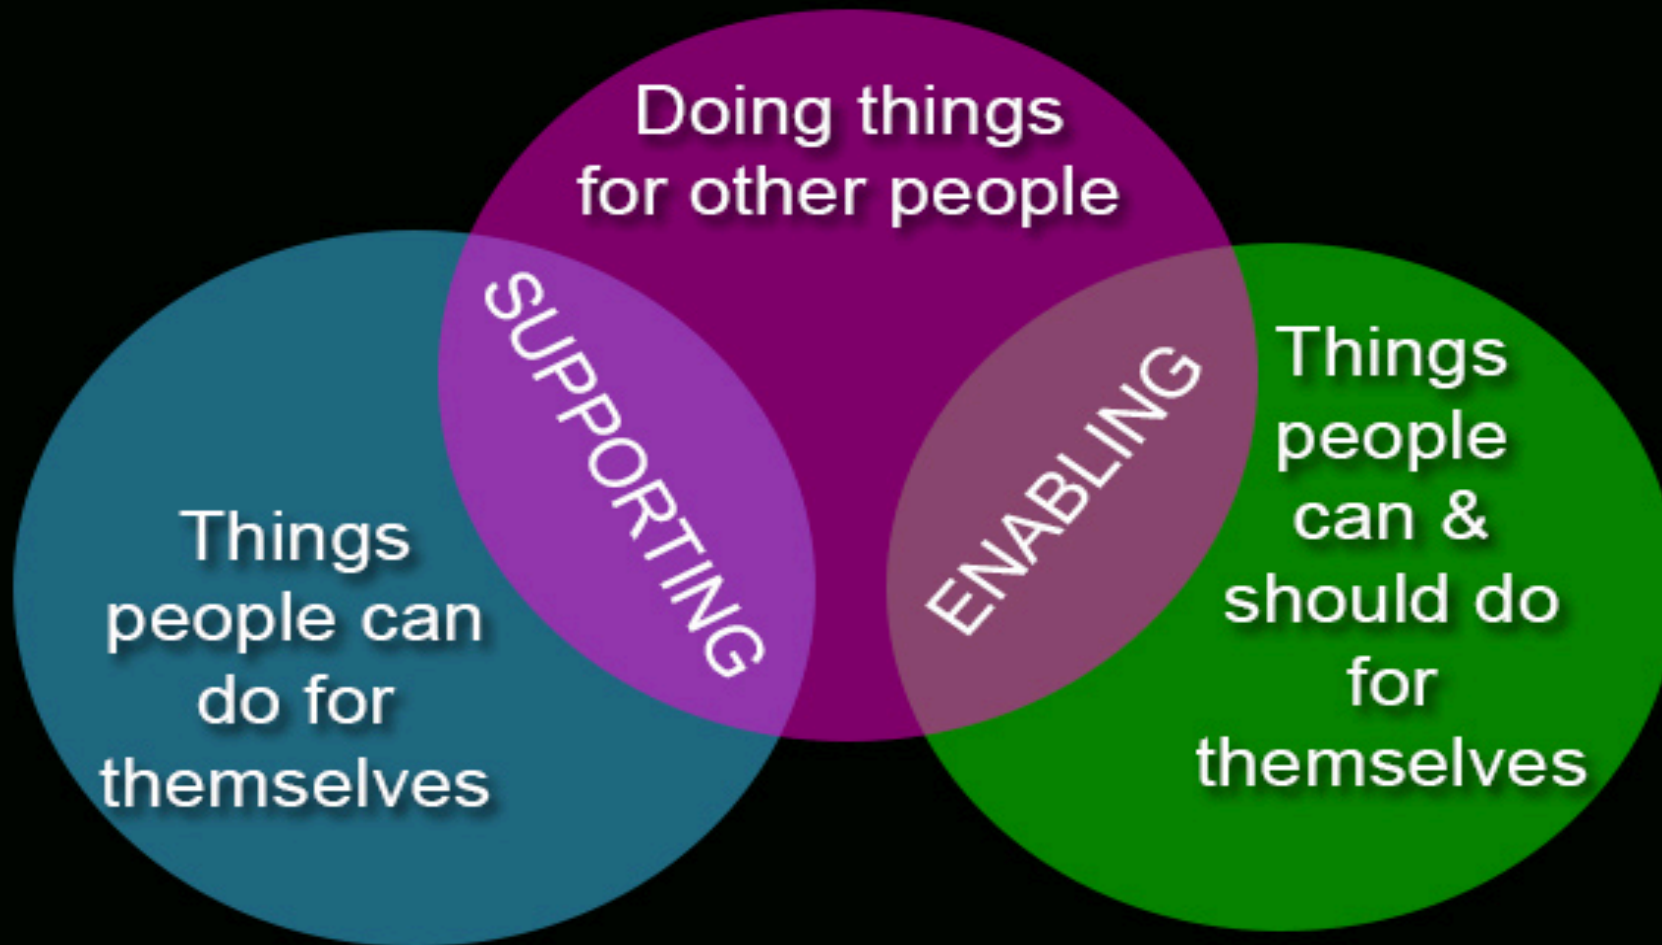 Doing things
for other people
SUPPORTING
ENABLING
Things
people can
do for
themselves
Things
people
can &
should do
for
themselves